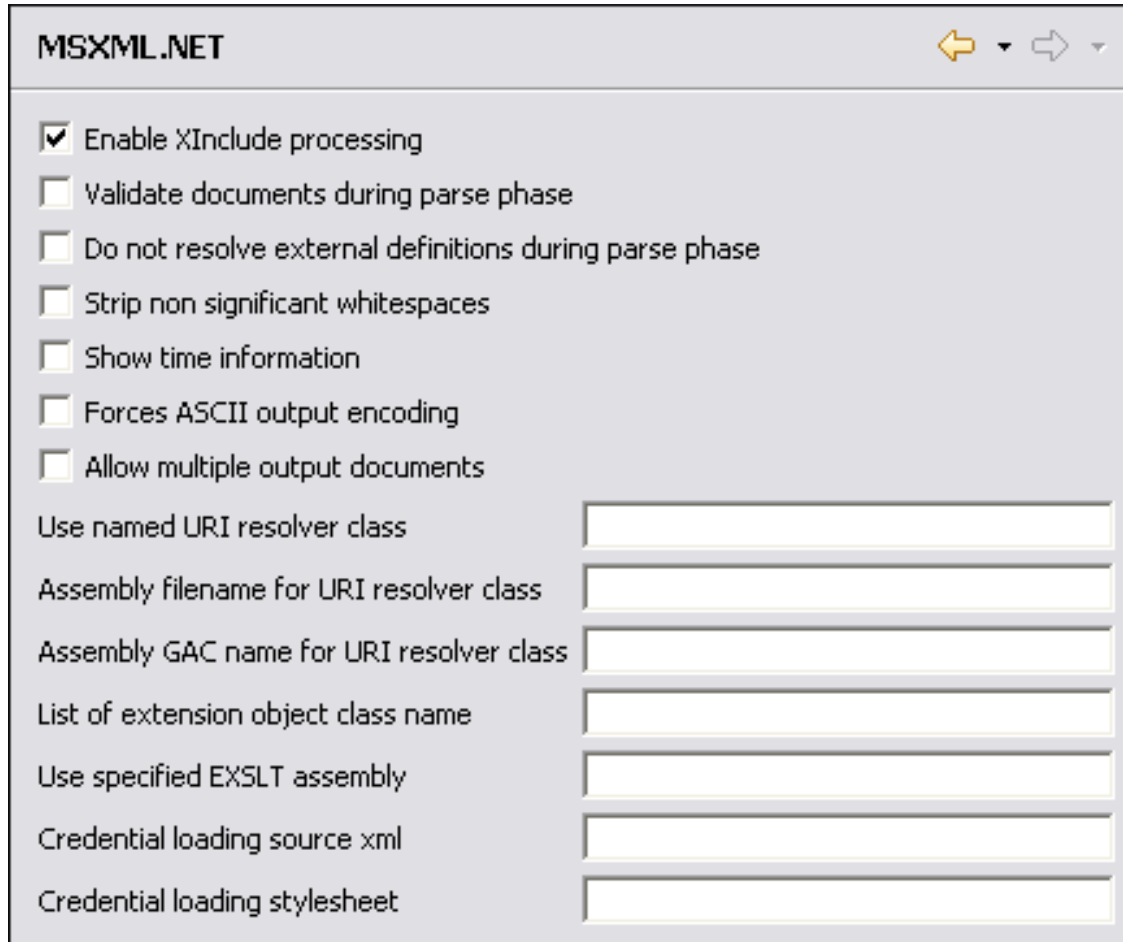 MSXML.NET
Enable XInclude processing
Validate documents during parse phase
Do not resolve external definitions during parse phase
Strip non significant whitespaces
Show time information
Forces ASCII output encoding
Allow multiple output documents
Use named URI resolver class
Assembly filename for URI resolver class
Assembly GAC name for URI resolver class
List of extension object class name
Use specified EXSLT assembly
Credential loading source xml
Credential loading stylesheet